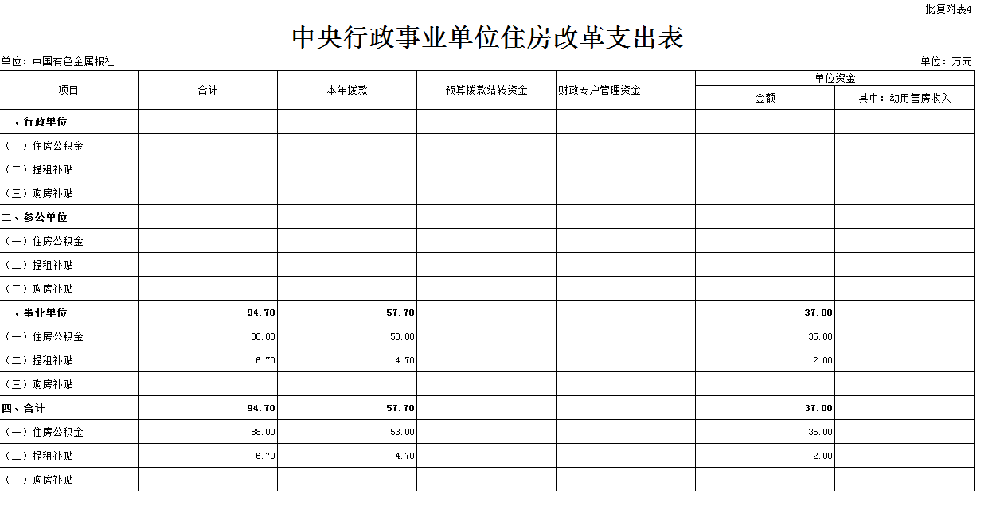 批复附表4
中央行政事业单位住房改革支出表
单位：中国有色金属报社 单位：万元
项目 合计 本年拨款 预算拨款结转资金 财政专户管理资金 单位资金
金额 其中：动用售房收入
一、行政单位
（一）住房公积金
（二）提租补贴
（三）购房补贴
二、参公单位
（一）住房公积金
（二）提租补贴
（三）购房补贴
三、事业单位 94.70 57.70 37.00
（一）住房公积金 88.00 53.00 35.00
（二）提租补贴 6.70 4.70 2.00
（三）购房补贴
四、合计 94.70 57.70 37.00
（一）住房公积金 88.00 53.00 35.00
（二）提租补贴 6.70 4.70 2.00
（三）购房补贴